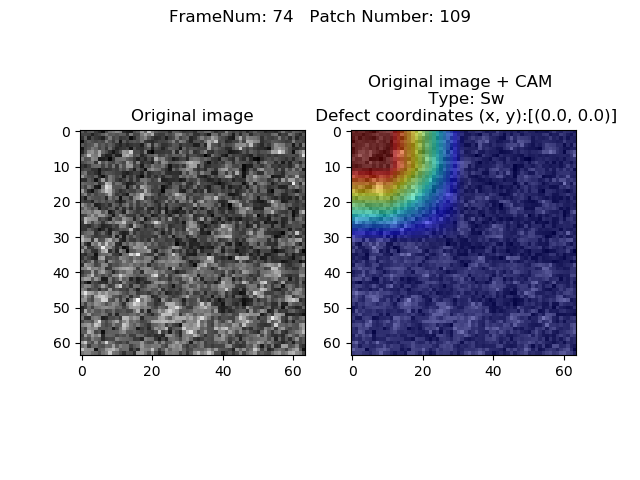 FrameNum: 74   Patch Number: 109
Original image
Original image + CAM
Type: Sw
Defect coordinates (x, y):[(0.0, 0.0)]
0
10
20
30
40
50
60
0 20 40 60
0
10
20
30
40
50
60
0 20 40 60